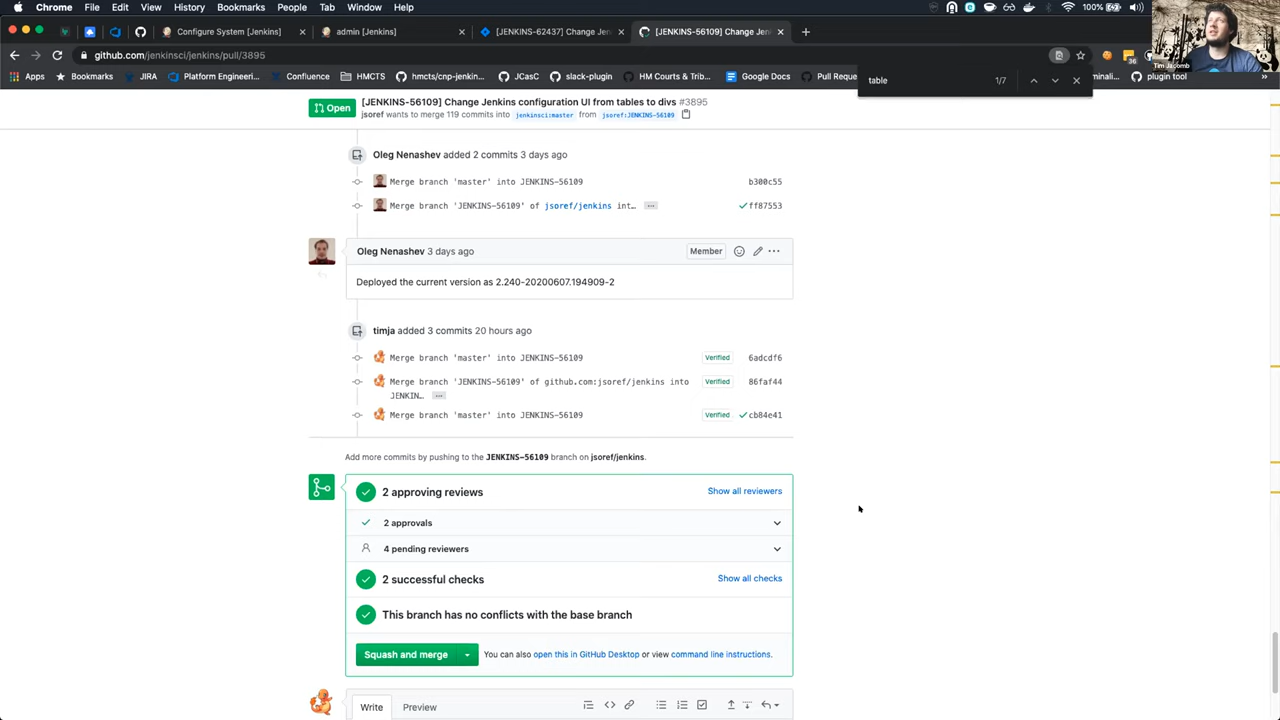 Chrome File Edit View History Bookmarks People Tab Window Help
100%
Configure System [Jenkins]
admin [Jenkins]
[JENKINS-62437] Change Jen
[JENKINS-56109] Change Jen
github.com/jenkinsci/jenkins/pull/3895
36
Tim Jacomb
Apps Bookmarks JIRA Platform Engineeri... Confluence HMCTS github:hmcts/cnp-... JCasC slack-plugin HM Courts & Trib... Google Docs Pull Reque plugin tool »
table 1/7
Open
[JENKINS-56109] Change Jenkins configuration UI from tables to divs #3895
jsoref wants to merge 119 commits into jenkinsci:master from jsoref:JENKINS-56109
Oleg Nenashev added 2 commits 3 days ago
Merge branch 'master' into JENKINS-56109 b300c55
Merge branch 'JENKINS-56109' of jsoref/jenkins int… ... ff87553
Oleg Nenashev 3 days ago Member ...
Deployed the current version as 2.240-20200607.194909-2
timja added 3 commits 20 hours ago
Merge branch 'master' into JENKINS-56109 Verified 6adcdf6
Merge branch 'JENKINS-56109' of github.com:jsoref/jenkins into Verified 86faf44
JENKIN… ...
Merge branch 'master' into JENKINS-56109 Verified cb84e41
Add more commits by pushing to the JENKINS-56109 branch on jsoref/jenkins.
2 approving reviews Show all reviewers
2 approvals
4 pending reviewers
2 successful checks Show all checks
This branch has no conflicts with the base branch
Squash and merge You can also open this in GitHub Desktop or view command line instructions.
Write Preview